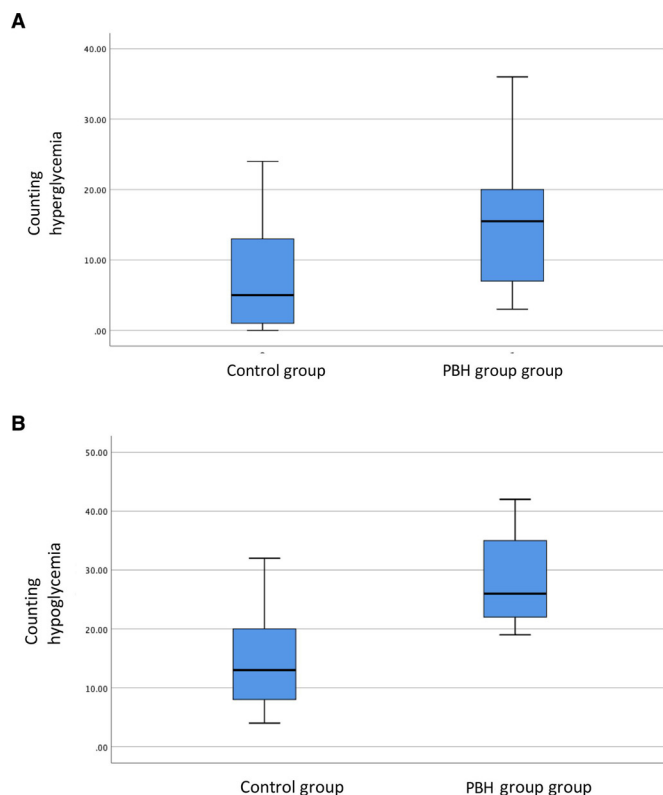 A
40.00
30.00
20.00
10.00
.00
Counting
hyperglycemia
Control group
PBH group group
B
50.00
40.00
30.00
20.00
10.00
.00
Counting
hypoglycemia
Control group
PBH group group